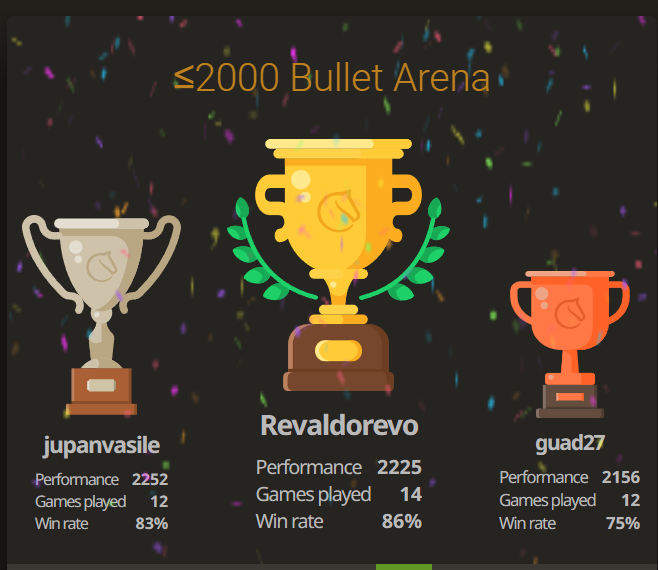 ≤2000 Bullet Arena
jupanvasile
Performance 2252
Games played 12
Win rate 83%
Revaldorevo
Performance 2225
Games played 14
Win rate 86%
guad27
Performance 2156
Games played 12
Win rate 75%